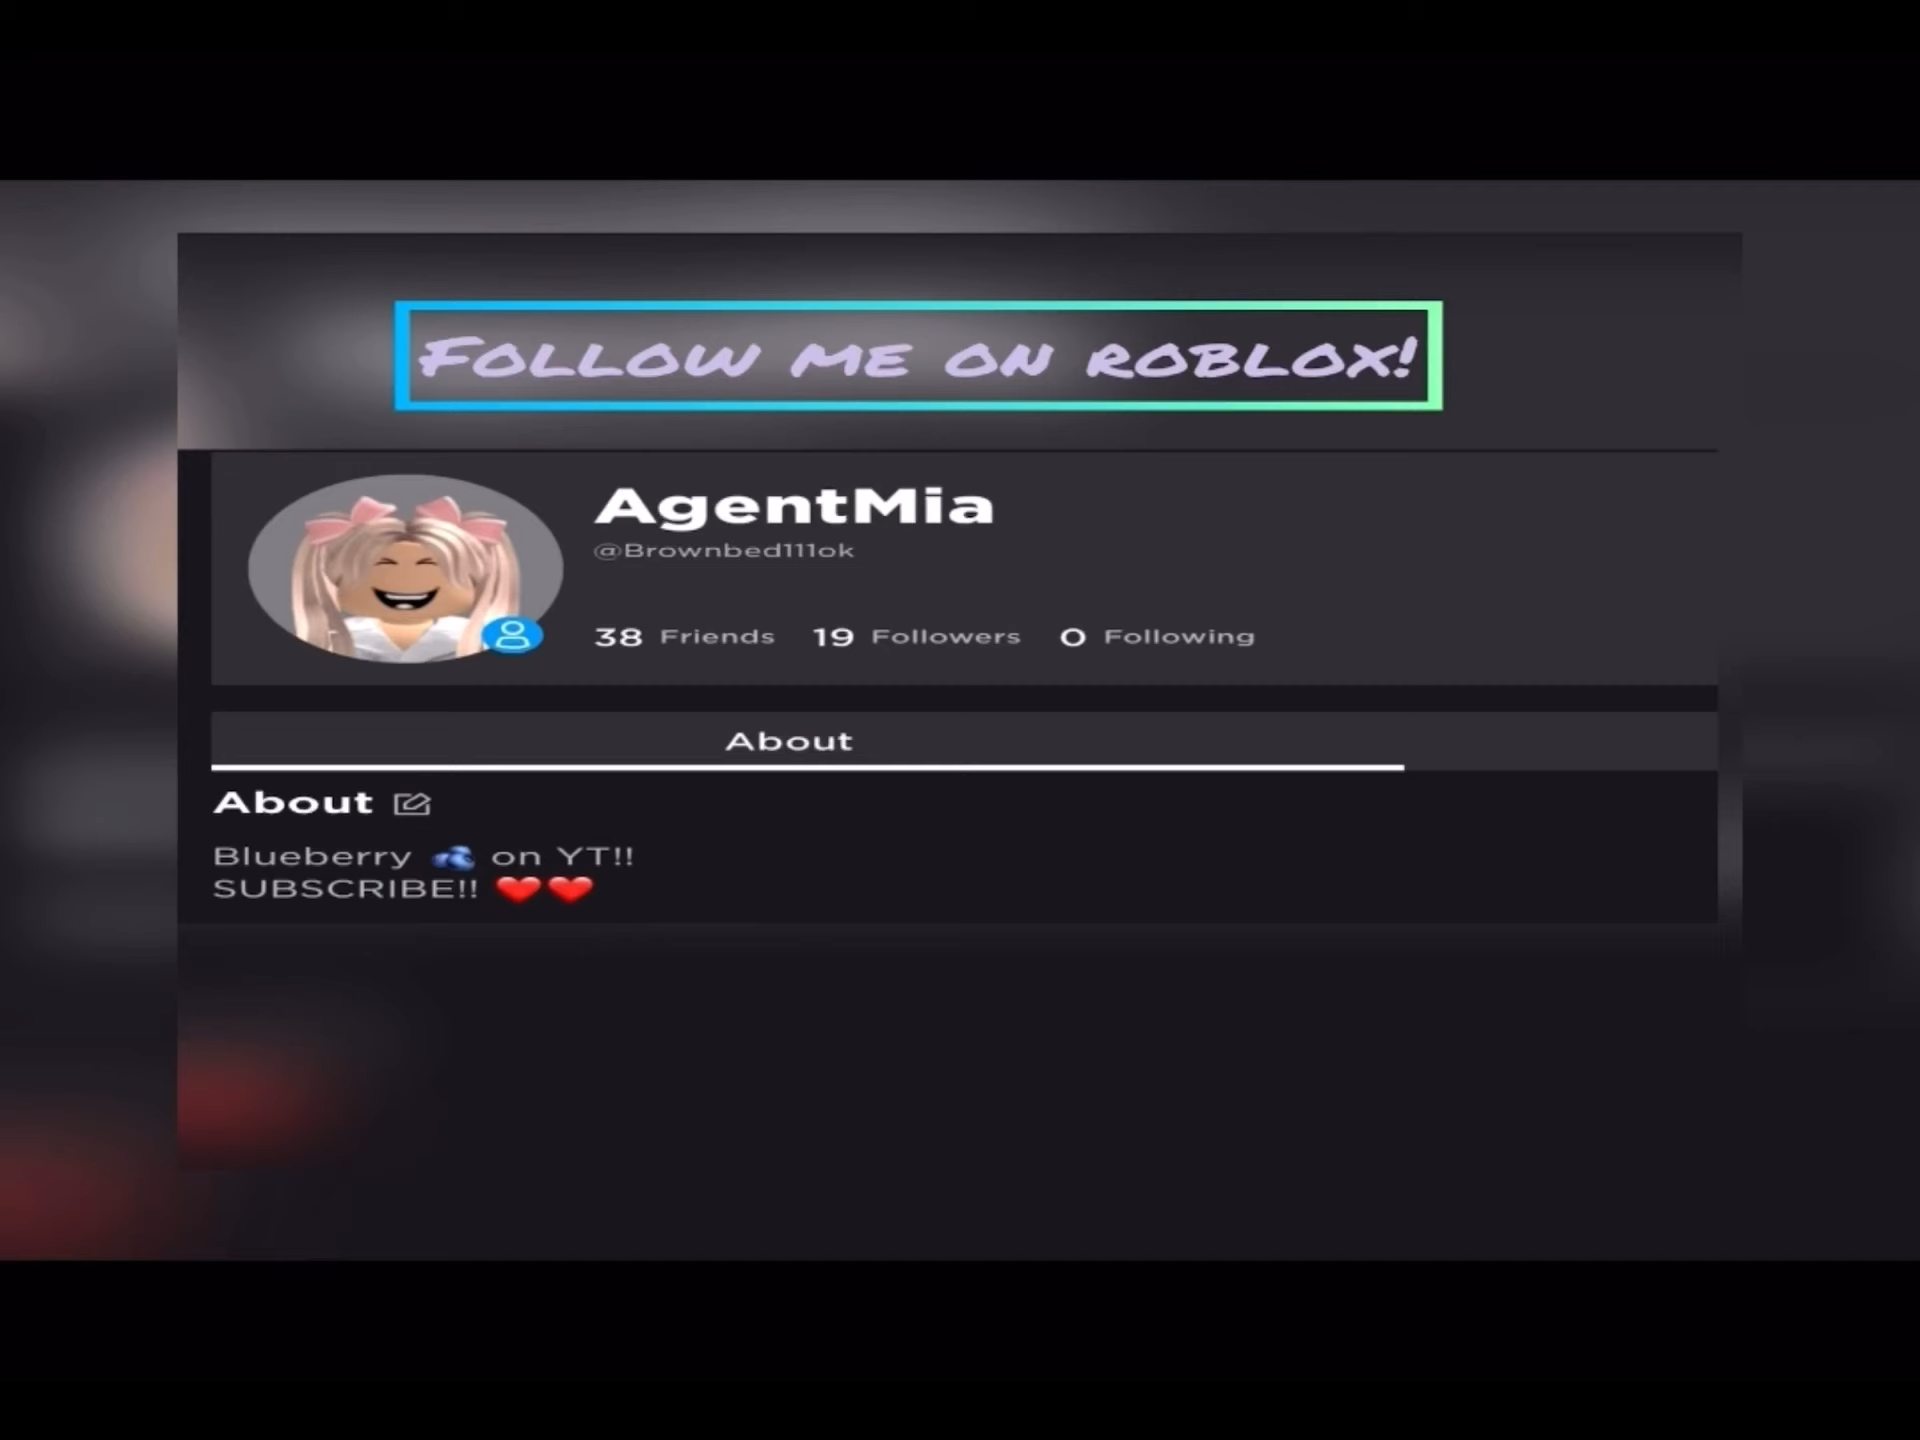 Follow me on roblox!
AgentMia
@Brownbed111ok
38 Friends 19 Followers 0 Following
About
About
Blueberry 🫐 on YT!!
SUBSCRIBE!! ❤️❤️